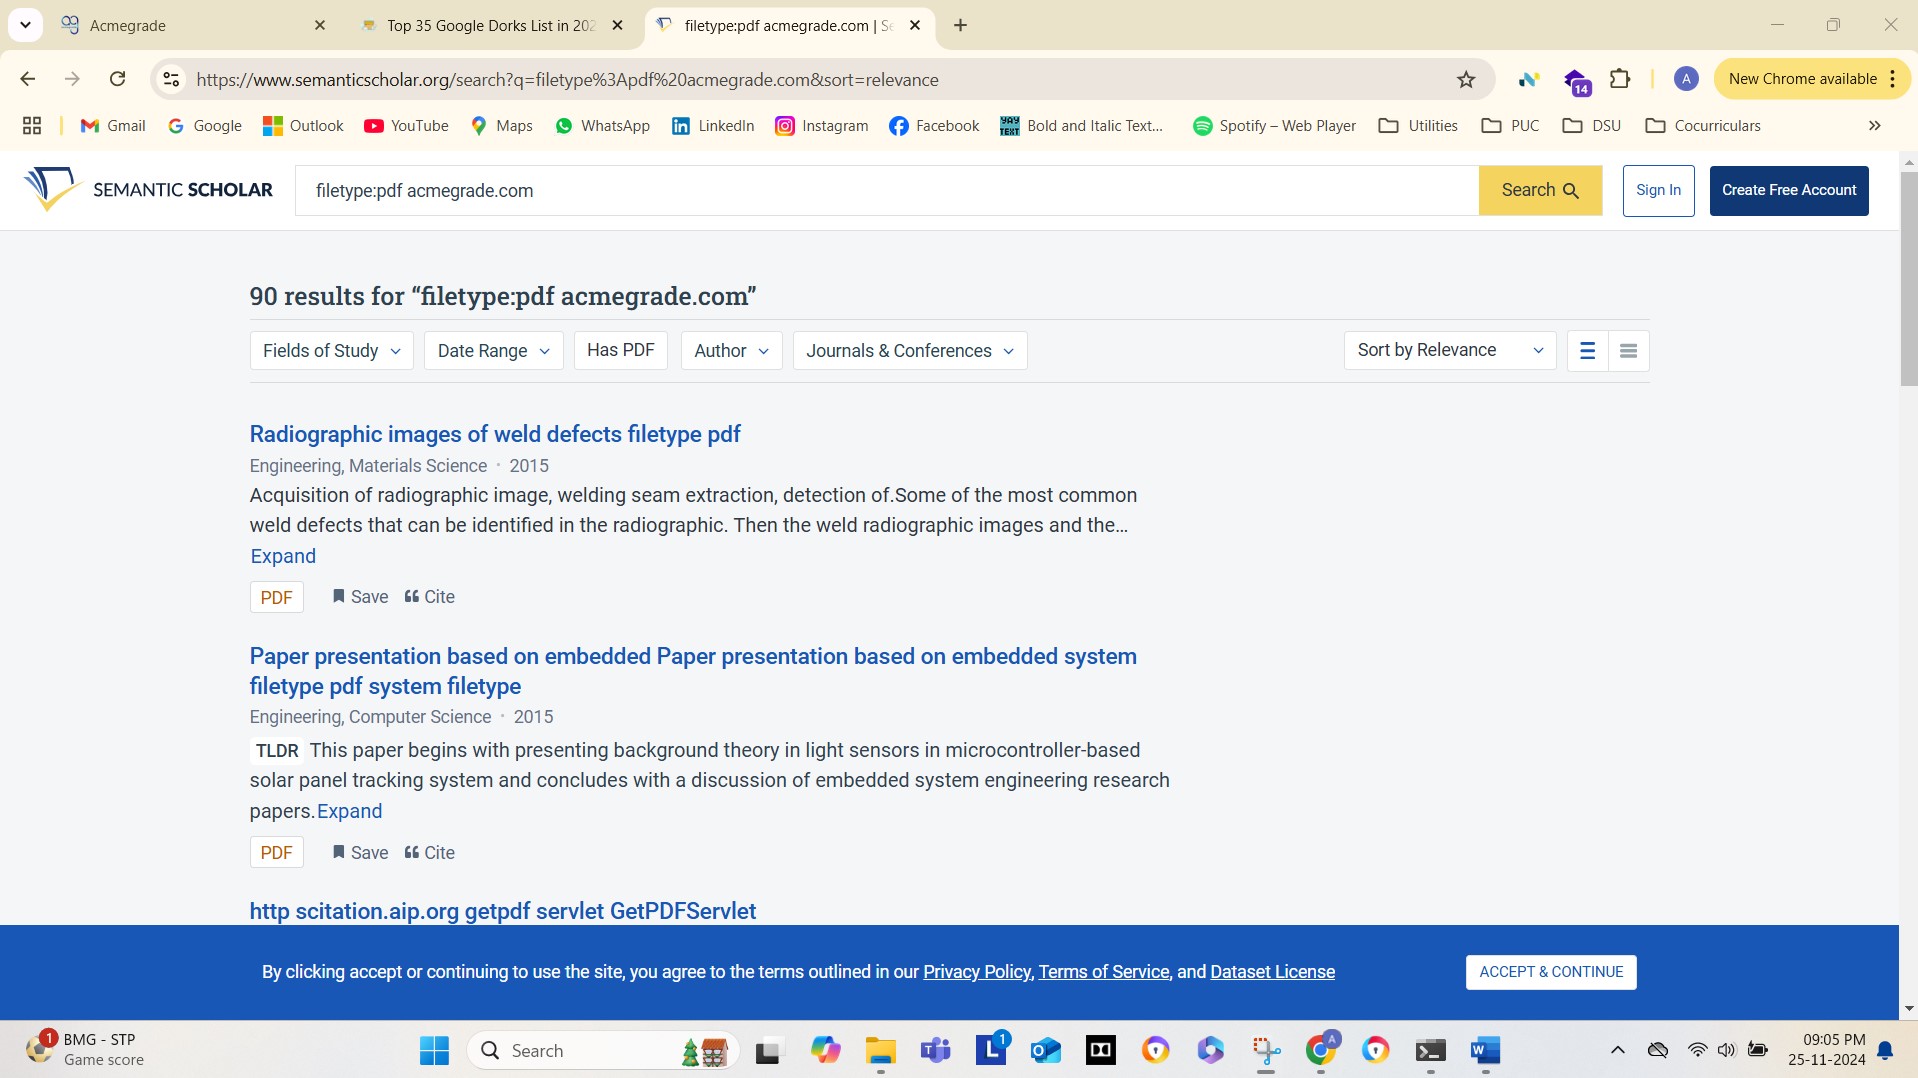 Acmegrade
Top 35 Google Dorks List in 202
filetype:pdf acmegrade.com | Se
https://www.semanticscholar.org/search?q=filetype%3Apdf%20acmegrade.com&sort=relevance
14
A
New Chrome available
Gmail
Google
Outlook
YouTube
Maps
WhatsApp
LinkedIn
Instagram
Facebook
YAY TEXT
Bold and Italic Text...
Spotify – Web Player
Utilities
PUC
DSU
Cocurriculars
SEMANTIC SCHOLAR
filetype:pdf acmegrade.com
Search
Sign In
Create Free Account
90 results for “filetype:pdf acmegrade.com”
Fields of Study
Date Range
Has PDF
Author
Journals & Conferences
Sort by Relevance
Radiographic images of weld defects filetype pdf
Engineering, Materials Science · 2015
Acquisition of radiographic image, welding seam extraction, detection of.Some of the most common
weld defects that can be identified in the radiographic. Then the weld radiographic images and the…
Expand
PDF
Save
Cite
Paper presentation based on embedded Paper presentation based on embedded system
filetype pdf system filetype
Engineering, Computer Science · 2015
TLDR This paper begins with presenting background theory in light sensors in microcontroller-based
solar panel tracking system and concludes with a discussion of embedded system engineering research
papers. Expand
PDF
Save
Cite
http scitation.aip.org getpdf servlet GetPDFServlet
By clicking accept or continuing to use the site, you agree to the terms outlined in our Privacy Policy, Terms of Service, and Dataset License
ACCEPT & CONTINUE
1
BMG - STP
Game score
Search
1
A
09:05 PM
25-11-2024